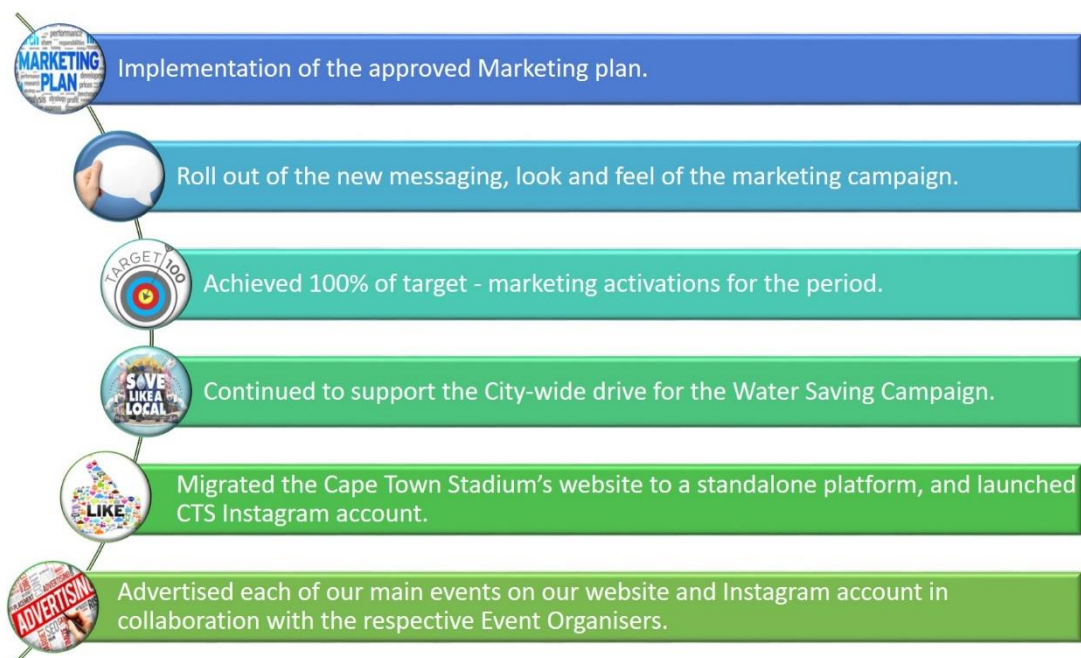 MARKETING
PLAN
Implementation of the approved Marketing plan.
Roll out of the new messaging, look and feel of the marketing campaign.
TARGET 100
Achieved 100% of target - marketing activations for the period.
SAVE
LIKE A
LOCAL
Continued to support the City-wide drive for the Water Saving Campaign.
LIKE
Migrated the Cape Town Stadium's website to a standalone platform, and launched
CTS Instagram account.
ADVERTISING
Advertised each of our main events on our website and Instagram account in
collaboration with the respective Event Organisers.